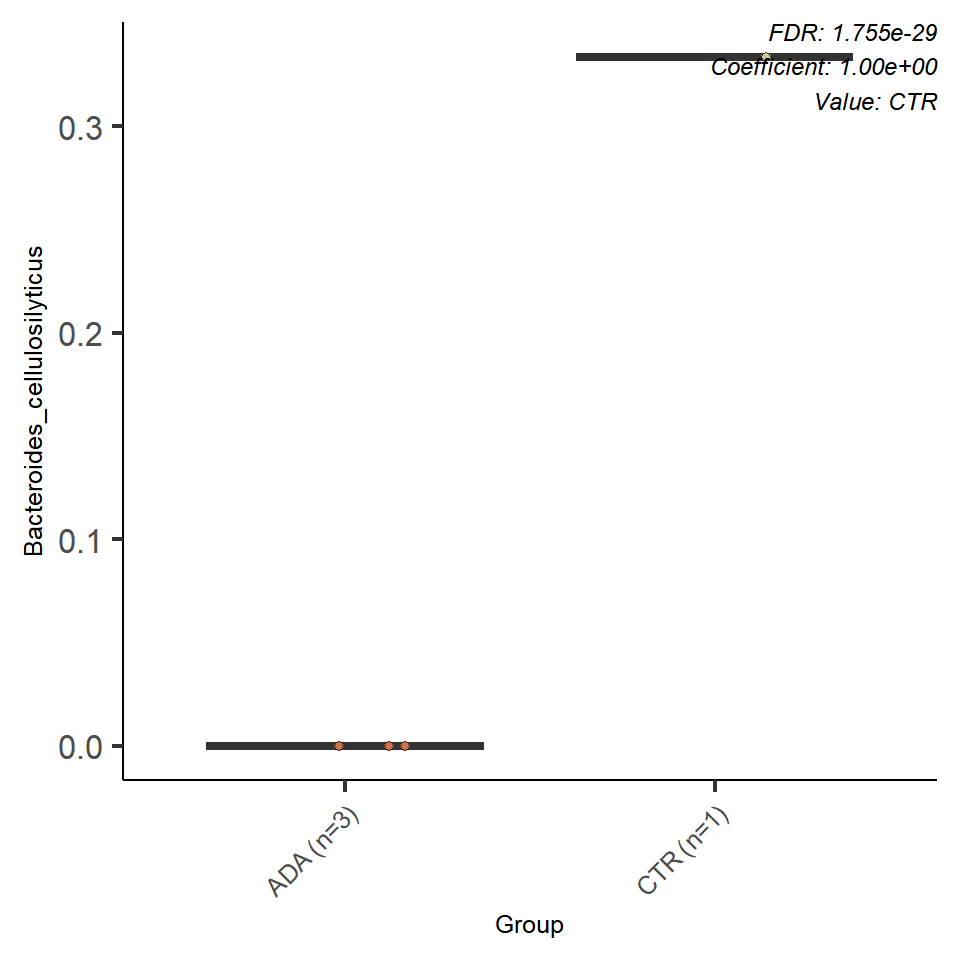 FDR: 1.755e-29
Coefficient: 1.00e+00
Value: CTR
Bacteroides_cellulosilyticus
0.3
0.2
0.1
0.0
ADA (n=3)
CTR (n=1)
Group